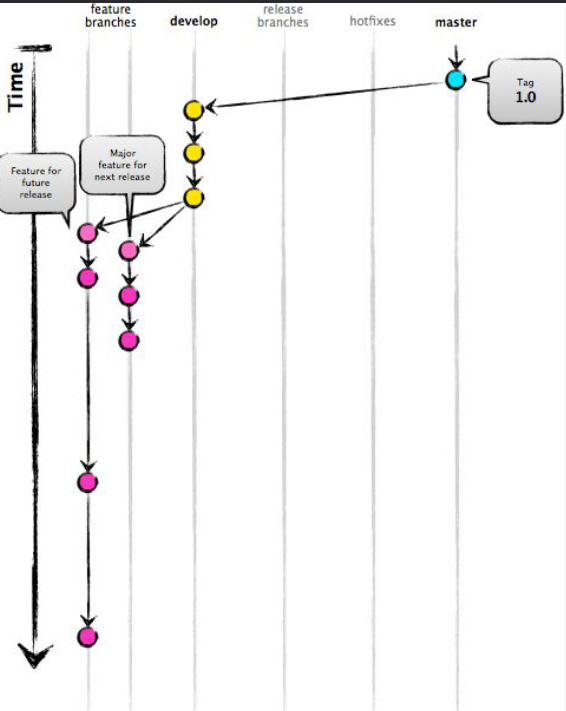 feature
branches
develop
release
branches
hotfixes
master
Time
Tag
1.0
Feature for
future
release
Major
feature for
next release